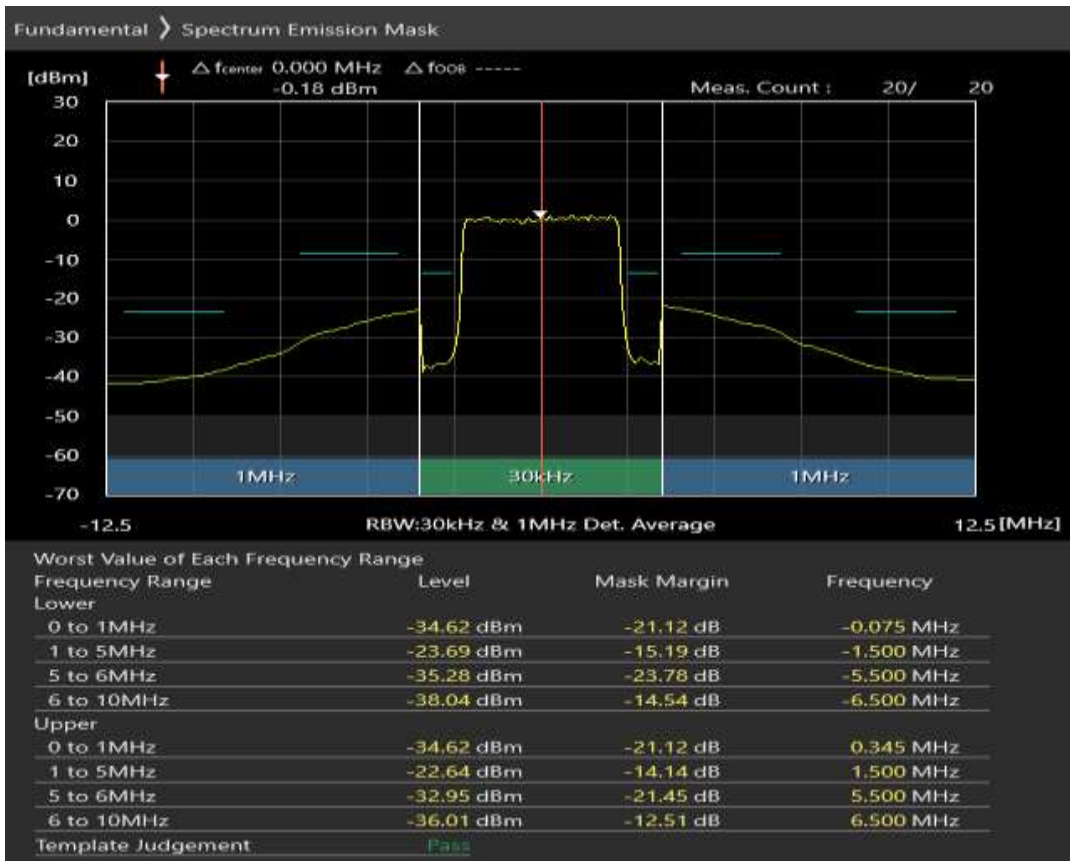 Fundamental 》 Spectrum Emission Mask
△ fcenter 0.000 MHz △ fOOB -----
[dBm] -0.18 dBm Meas. Count : 20/ 20
30
20
10
0
-10
-20
-30
-40
-50
-60
1MHz 30kHz 1MHz
-70
-12.5 RBW:30kHz & 1MHz Det. Average 12.5 [MHz]
Worst Value of Each Frequency Range
Frequency Range Level Mask Margin Frequency
Lower
0 to 1MHz -34.62 dBm -21.12 dB -0.075 MHz
1 to 5MHz -23.69 dBm -15.19 dB -1.500 MHz
5 to 6MHz -35.28 dBm -23.78 dB -5.500 MHz
6 to 10MHz -38.04 dBm -14.54 dB -6.500 MHz
Upper
0 to 1MHz -34.62 dBm -21.12 dB 0.345 MHz
1 to 5MHz -22.64 dBm -14.14 dB 1.500 MHz
5 to 6MHz -32.95 dBm -21.45 dB 5.500 MHz
6 to 10MHz -36.01 dBm -12.51 dB 6.500 MHz
Template Judgement Pass